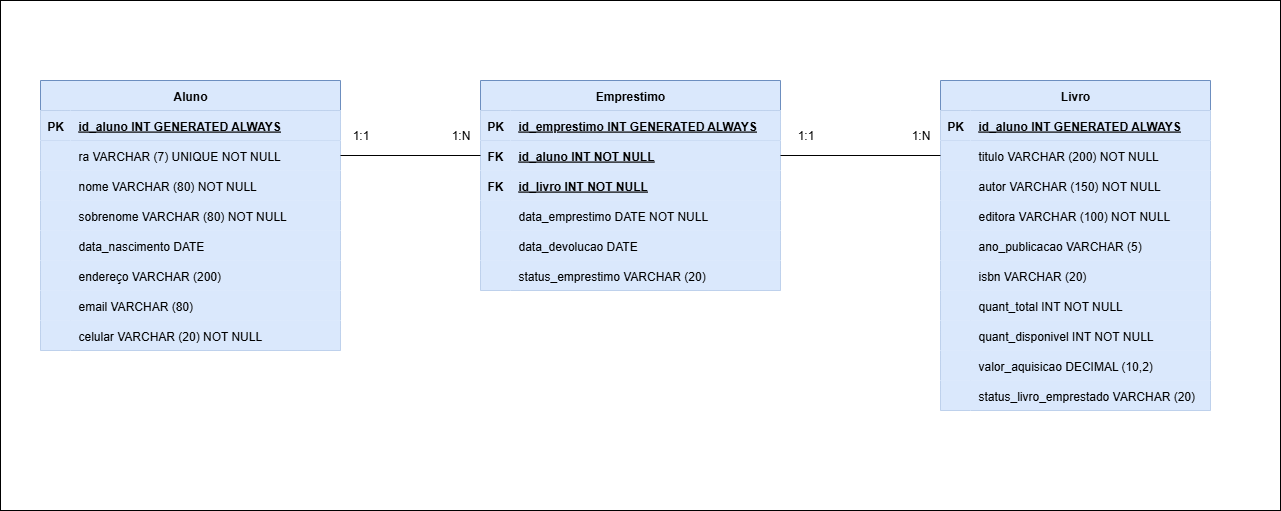 Aluno
PK id_aluno INT GENERATED ALWAYS
ra VARCHAR (7) UNIQUE NOT NULL
nome VARCHAR (80) NOT NULL
sobrenome VARCHAR (80) NOT NULL
data_nascimento DATE
endereço VARCHAR (200)
email VARCHAR (80)
celular VARCHAR (20) NOT NULL
1:1
1:N
Emprestimo
PK id_emprestimo INT GENERATED ALWAYS
FK id_aluno INT NOT NULL
FK id_livro INT NOT NULL
data_emprestimo DATE NOT NULL
data_devolucao DATE
status_emprestimo VARCHAR (20)
1:1
1:N
Livro
PK id_aluno INT GENERATED ALWAYS
titulo VARCHAR (200) NOT NULL
autor VARCHAR (150) NOT NULL
editora VARCHAR (100) NOT NULL
ano_publicacao VARCHAR (5)
isbn VARCHAR (20)
quant_total INT NOT NULL
quant_disponivel INT NOT NULL
valor_aquisicao DECIMAL (10,2)
status_livro_emprestado VARCHAR (20)